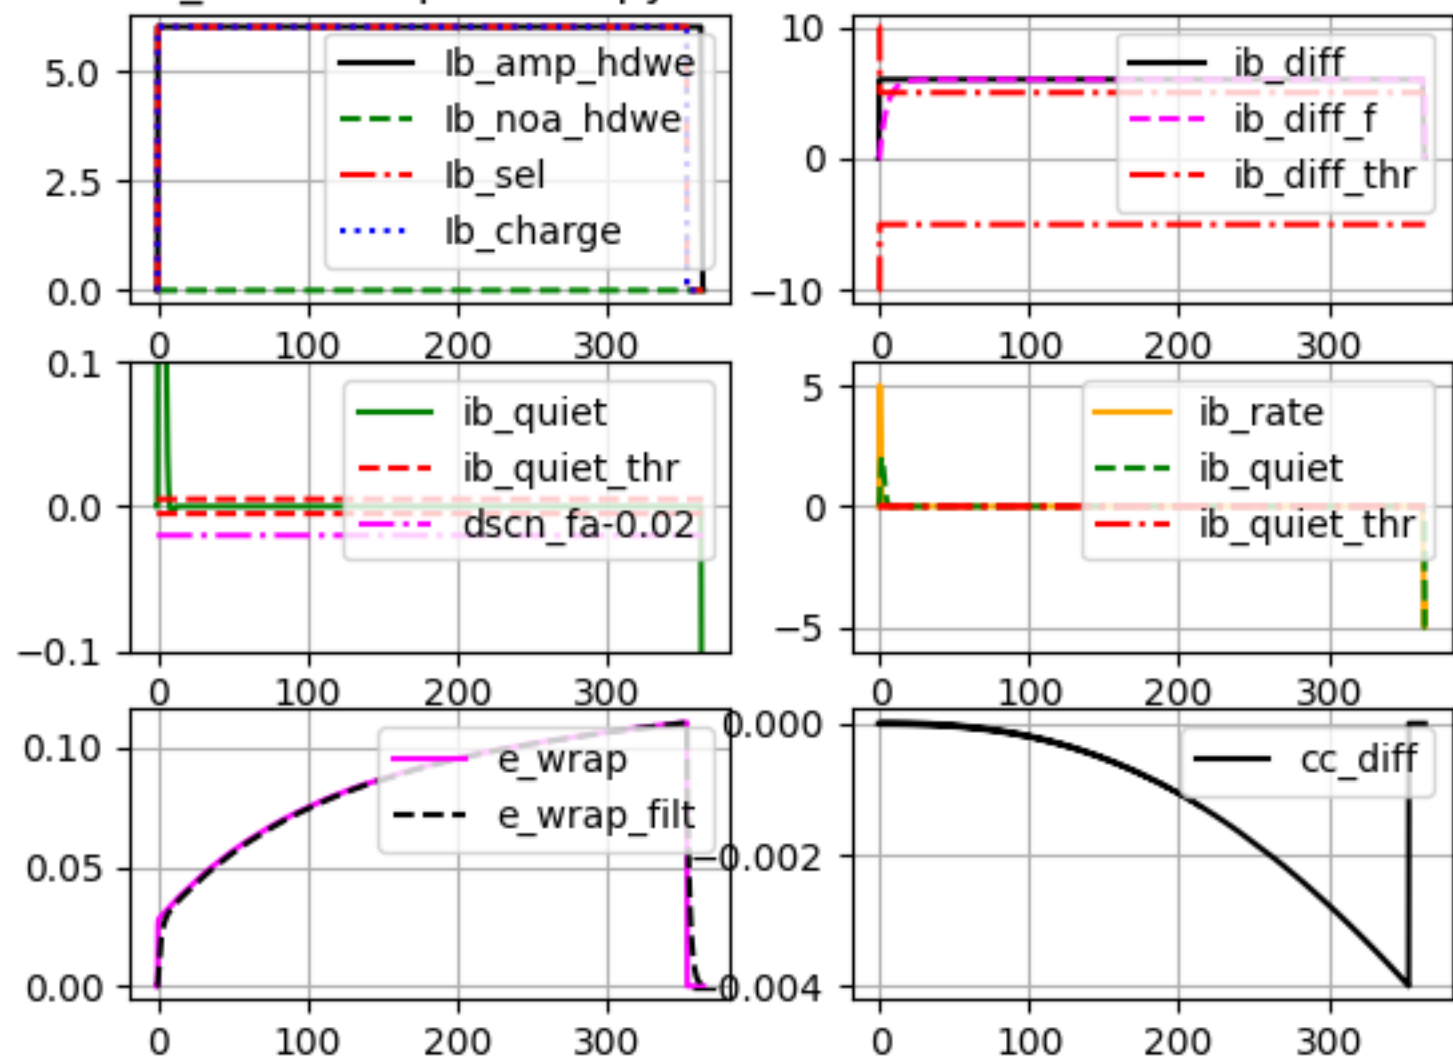 5.0
2.5
0.0
Ib_amp_hdwe
Ib_noa_hdwe
Ib_sel
Ib_charge
0 100 200 300
10
0
−10
ib_diff
ib_diff_f
ib_diff_thr
0 100 200 300
0.1
0.0
−0.1
ib_quiet
ib_quiet_thr
dscn_fa-0.02
0 100 200 300
5
0
−5
ib_rate
ib_quiet
ib_quiet_thr
0 100 200 300
0.10
0.05
0.00
e_wrap
e_wrap_filt
0 100 200 300
0.000
−0.002
−0.004
cc_diff
0 100 200 300